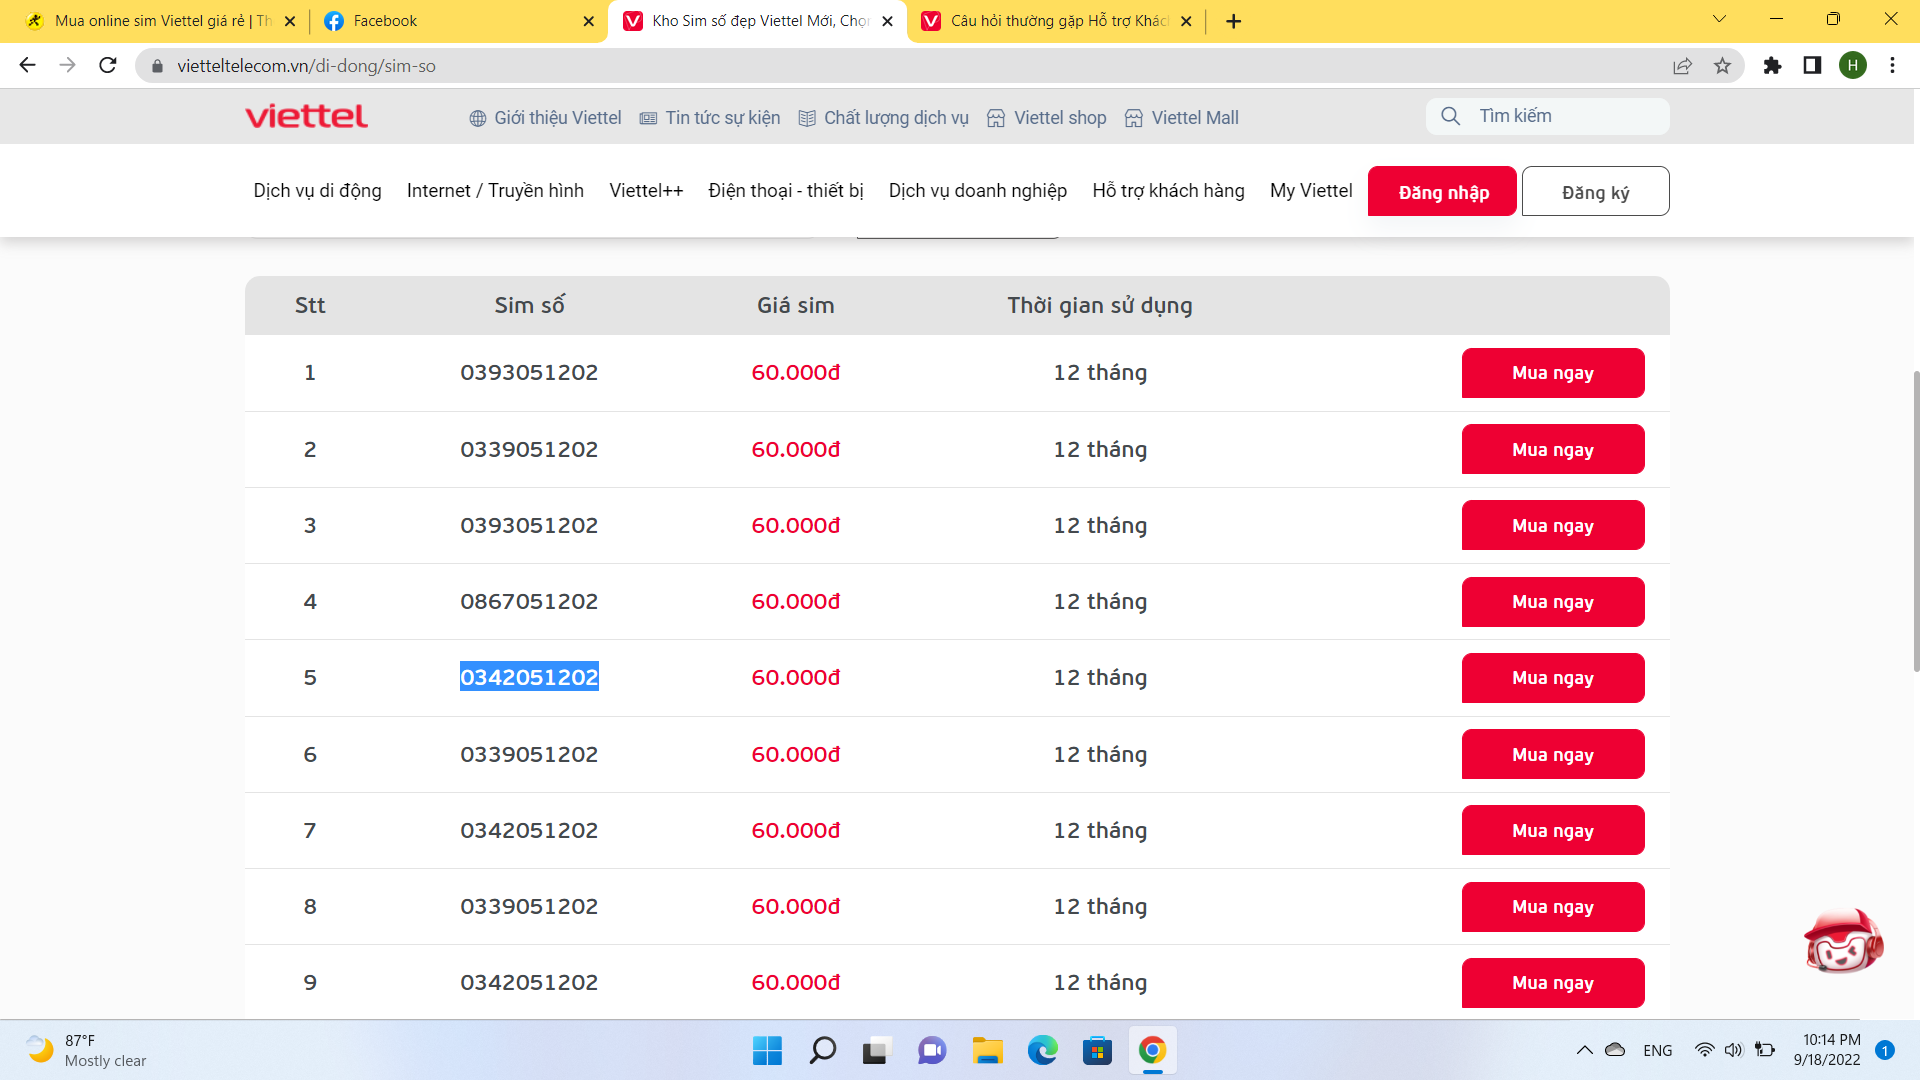 Mua online sim Viettel giá rẻ | Th
Facebook
Kho Sim số đẹp Viettel Mới, Chọn
Câu hỏi thường gặp Hỗ trợ Khác
vietteltelecom.vn/di-dong/sim-so
H
viettel
Giới thiệu Viettel
Tin tức sự kiện
Chất lượng dịch vụ
Viettel shop
Viettel Mall
Tìm kiếm
Dịch vụ di động
Internet / Truyền hình
Viettel++
Điện thoại - thiết bị
Dịch vụ doanh nghiệp
Hỗ trợ khách hàng
My Viettel
Đăng nhập
Đăng ký
Stt Sim số Giá sim Thời gian sử dụng
1 0393051202 60.000đ 12 tháng Mua ngay
2 0339051202 60.000đ 12 tháng Mua ngay
3 0393051202 60.000đ 12 tháng Mua ngay
4 0867051202 60.000đ 12 tháng Mua ngay
5 0342051202 60.000đ 12 tháng Mua ngay
6 0339051202 60.000đ 12 tháng Mua ngay
7 0342051202 60.000đ 12 tháng Mua ngay
8 0339051202 60.000đ 12 tháng Mua ngay
9 0342051202 60.000đ 12 tháng Mua ngay
87°F
Mostly clear
ENG
10:14 PM
9/18/2022
1